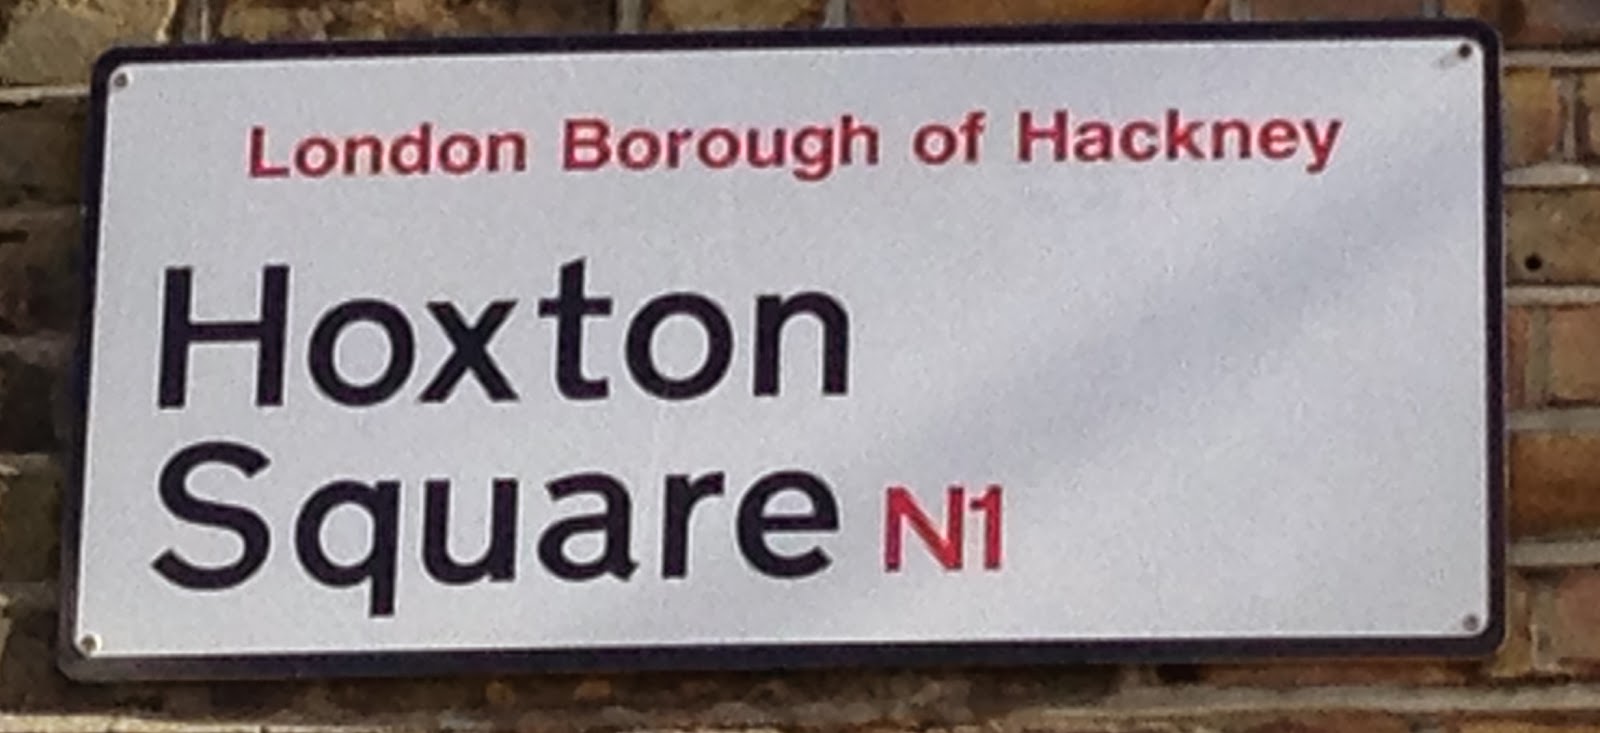 London Borough of Hackney
Hoxton
Square N1